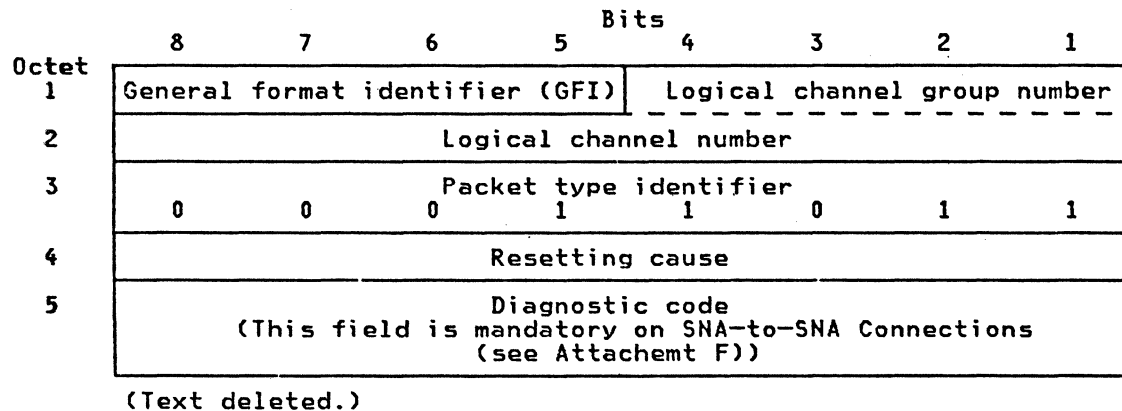 Bits
8 7 6 5 4 3 2 1
Octet
1 General format identifier (GFI) Logical channel group number
2 Logical channel number
3 Packet type identifier
0 0 0 1 1 0 1 1
4 Resetting cause
5 Diagnostic code
(This field is mandatory on SNA-to-SNA Connections
(see Attachemt F))
(Text deleted.)